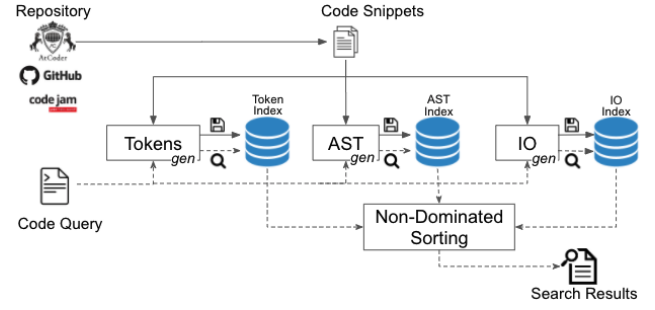 Repository
Code Snippets
AtCoder
GitHub
code jam
Token
Index
AST
Index
IO
Index
Tokens
gen
AST
gen
IO
gen
Code Query
Non-Dominated
Sorting
Search Results